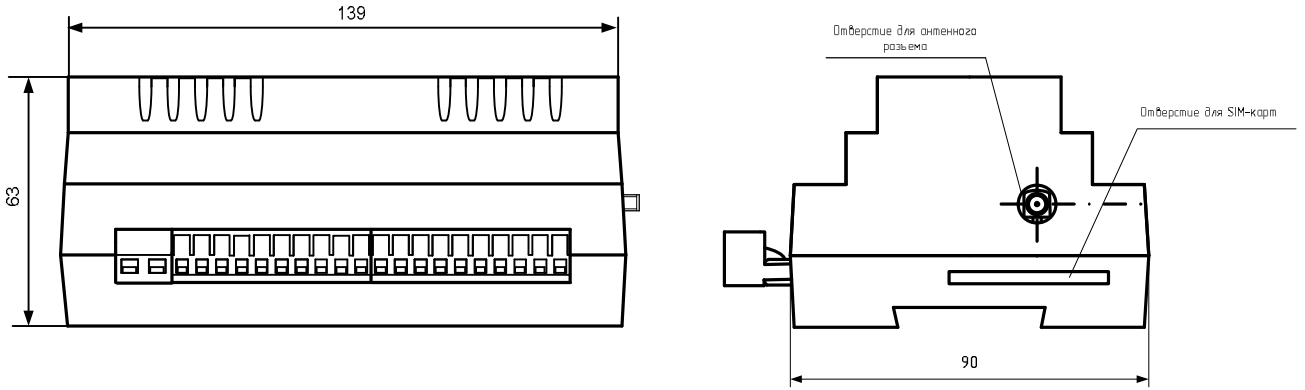 139
63
Отверстие для антенного
разъема
Отверстие для SIM-карт
90